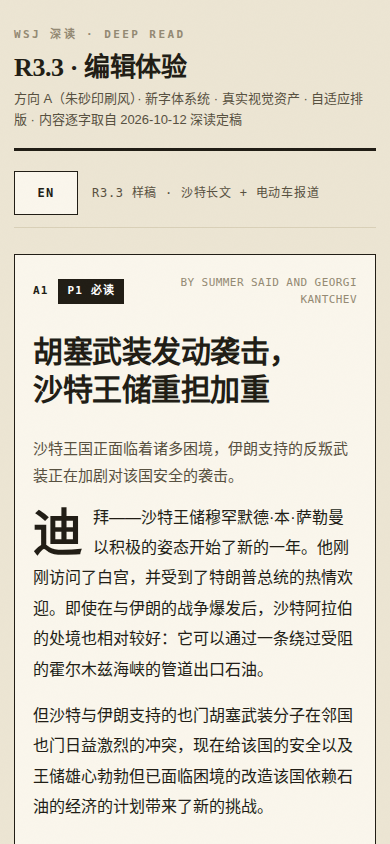 WSJ 深读 · DEEP READ
R3.3 · 编辑体验
方向 A（朱砂印刷风）· 新字体系统 · 真实视觉资产 · 自适应排
版 · 内容逐字取自 2026-10-12 深读定稿
EN
R3.3 样稿 · 沙特长文 + 电动车报道
A1 P1 必读
BY SUMMER SAID AND GEORGI
KANTCHEV
胡塞武装发动袭击，
沙特王储重担加重
沙特王国正面临着诸多困境，伊朗支持的反叛武
装正在加剧对该国安全的袭击。
迪拜——沙特王储穆罕默德·本·萨勒曼
以积极的姿态开始了新的一年。他刚
刚访问了白宫，并受到了特朗普总统的热情欢
迎。即使在与伊朗的战争爆发后，沙特阿拉伯
的处境也相对较好：它可以通过一条绕过受阻
的霍尔木兹海峡的管道出口石油。
但沙特与伊朗支持的也门胡塞武装分子在邻国
也门日益激烈的冲突，现在给该国的安全以及
王储雄心勃勃但已面临困境的改造该国依赖石
油的经济的计划带来了新的挑战。